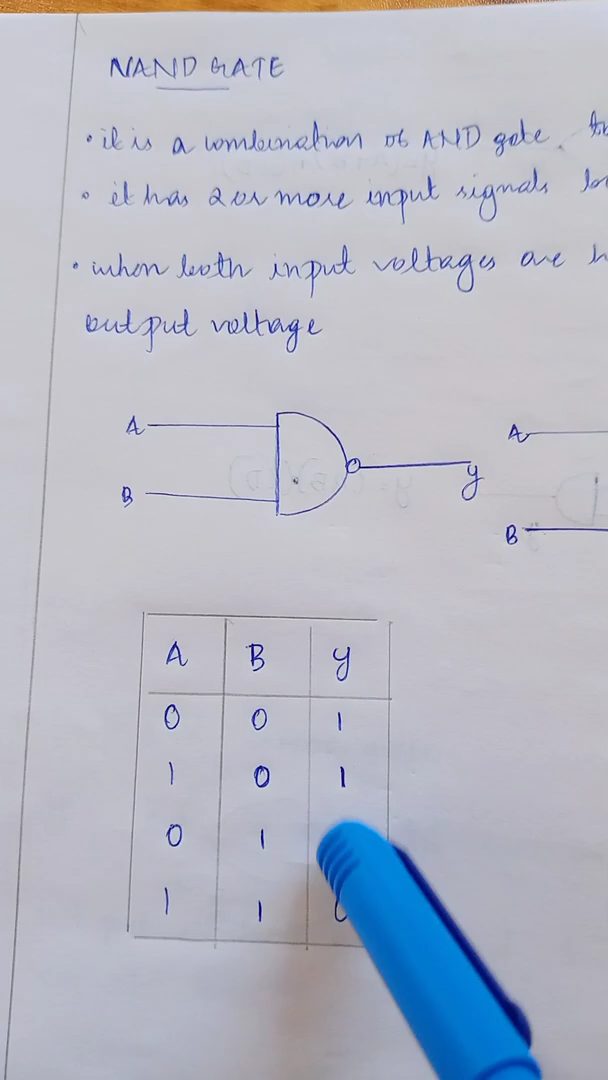 NAND GATE
• it is a combination of AND gate.
• it has 2 or more input signals
• when both input voltages are
output voltage
A
B
y
A
B
A B y
0 0 1
1 0 1
0 1
1 1